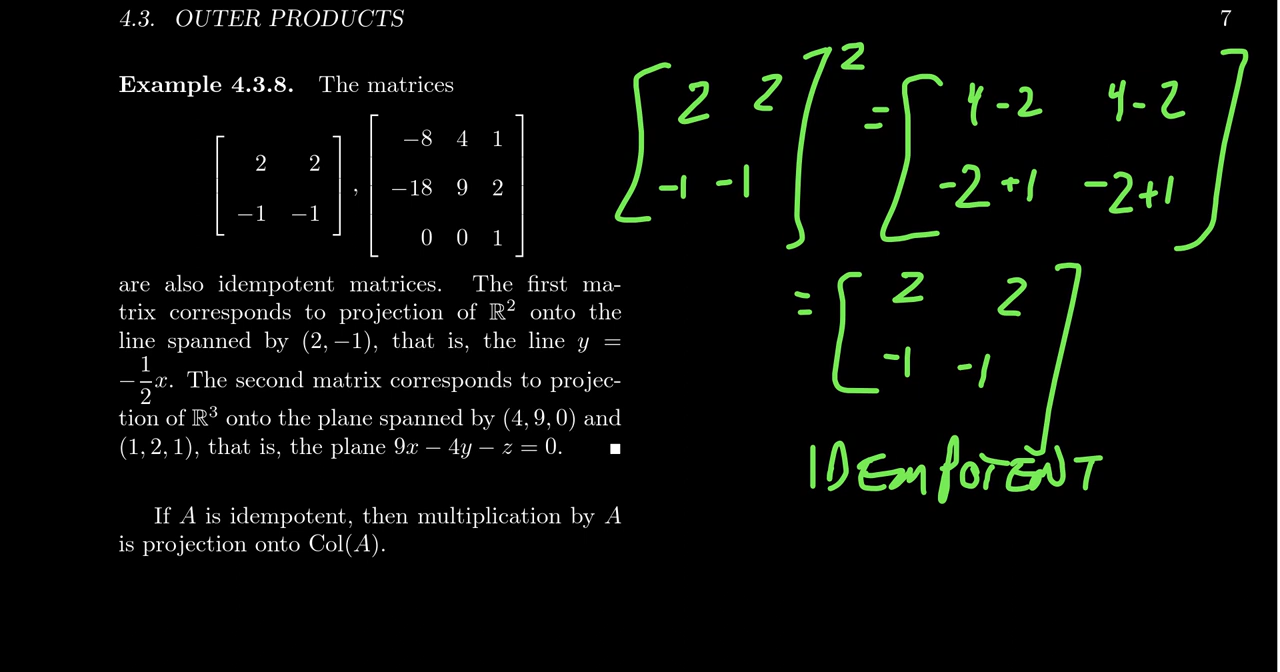 4.3. OUTER PRODUCTS 7
Example 4.3.8. The matrices
[ 2 2 ] , [ −8 4 1 ]
[ −1 −1 ] [ −18 9 2 ]
[ 0 0 1 ]
are also idempotent matrices. The first ma-
trix corresponds to projection of ℝ² onto the
line spanned by (2, −1), that is, the line y =
−1/2 x. The second matrix corresponds to projec-
tion of ℝ³ onto the plane spanned by (4, 9, 0) and
(1, 2, 1), that is, the plane 9x − 4y − z = 0. ■
If A is idempotent, then multiplication by A
is projection onto Col(A).
[ 2 2 ]² = [ 4-2 4-2 ]
[ -1 -1 ] [ -2+1 -2+1 ]
= [ 2 2 ]
[ -1 -1 ]
IDEMPOTENT